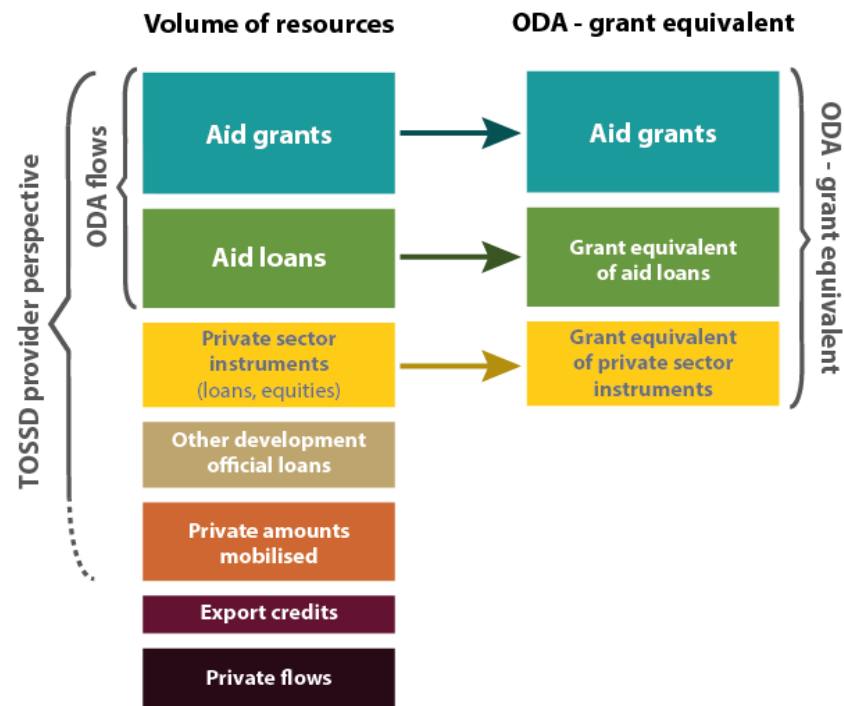 Volume of resources
ODA - grant equivalent
TOSSD provider perspective
ODA flows
Aid grants
Aid grants
ODA - grant equivalent
Aid loans
Grant equivalent
of aid loans
Private sector
instruments
(loans, equities)
Grant equivalent
of private sector
instruments
Other development
official loans
Private amounts
mobilised
Export credits
Private flows